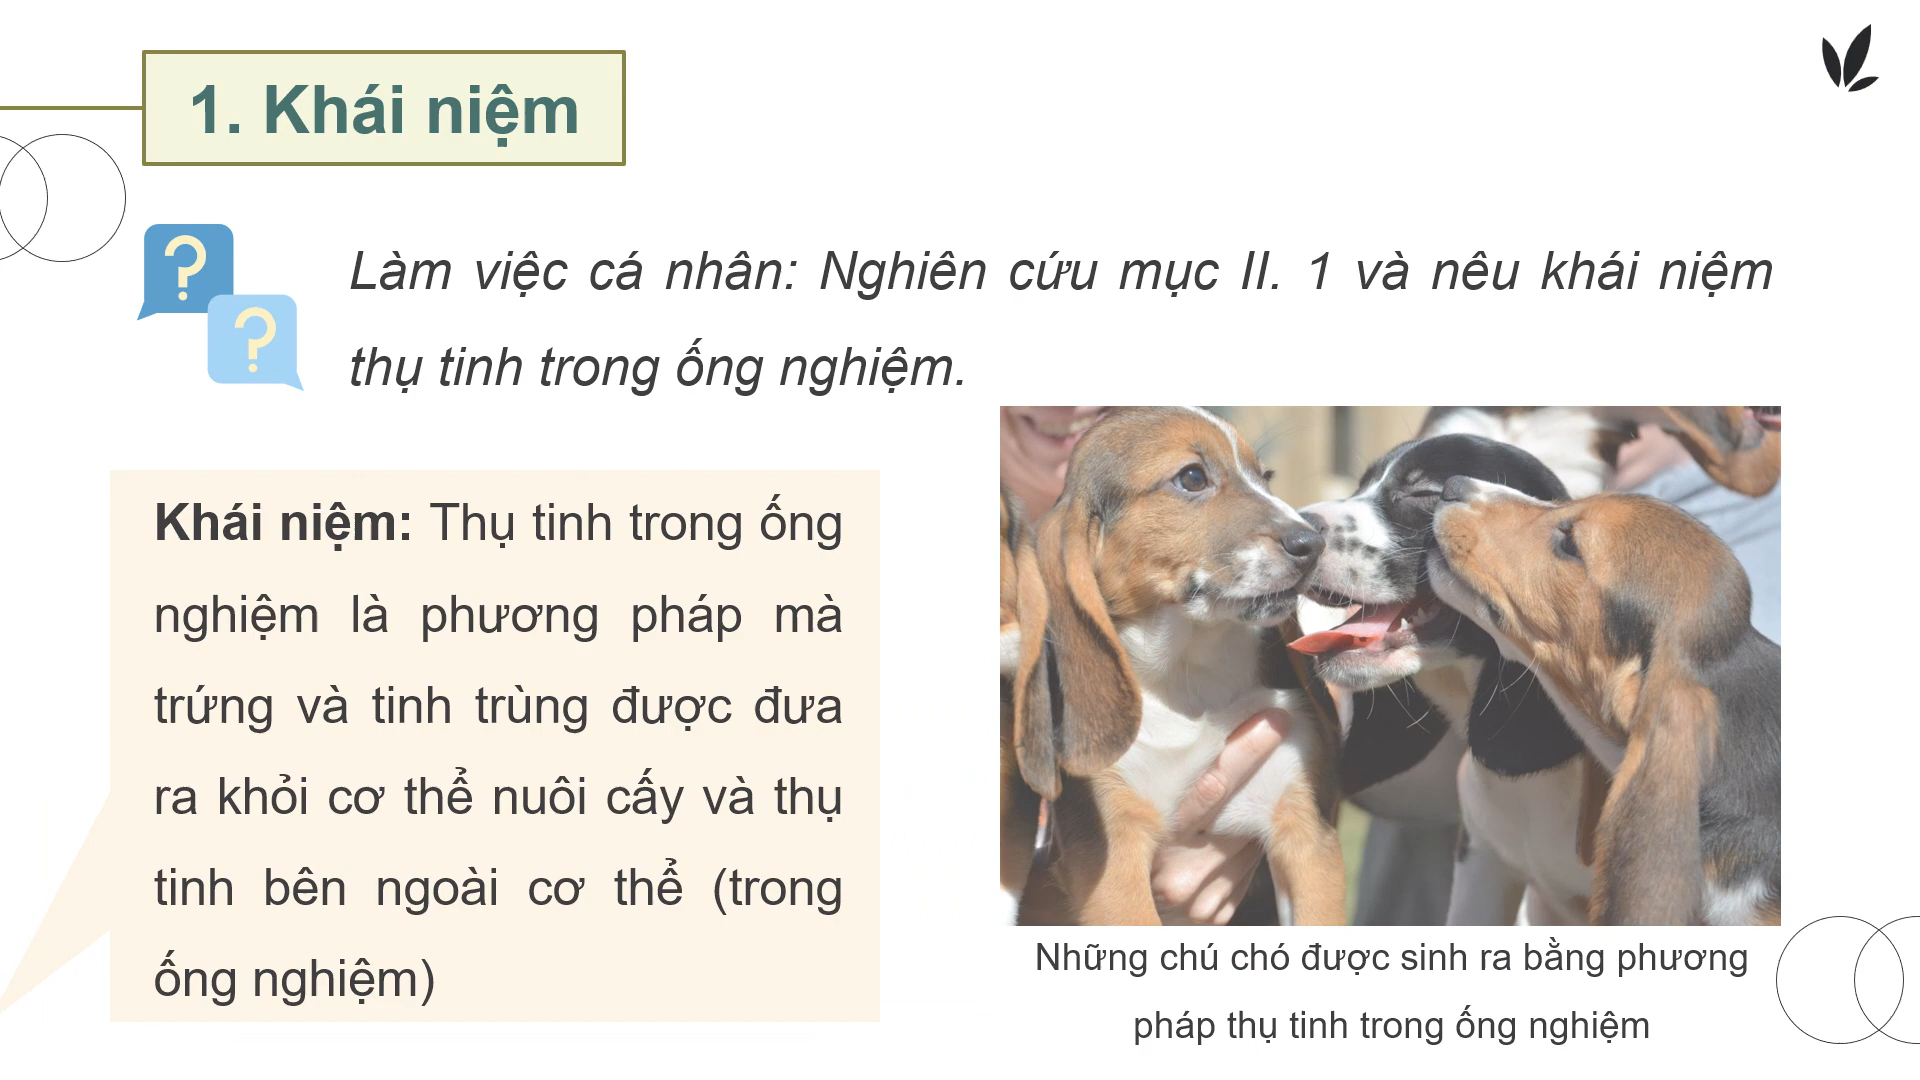 1. Khái niệm
Làm việc cá nhân: Nghiên cứu mục II. 1 và nêu khái niệm
thụ tinh trong ống nghiệm.
Khái niệm: Thụ tinh trong ống
nghiệm là phương pháp mà
trứng và tinh trùng được đưa
ra khỏi cơ thể nuôi cấy và thụ
tinh bên ngoài cơ thể (trong
ống nghiệm)
Những chú chó được sinh ra bằng phương
pháp thụ tinh trong ống nghiệm